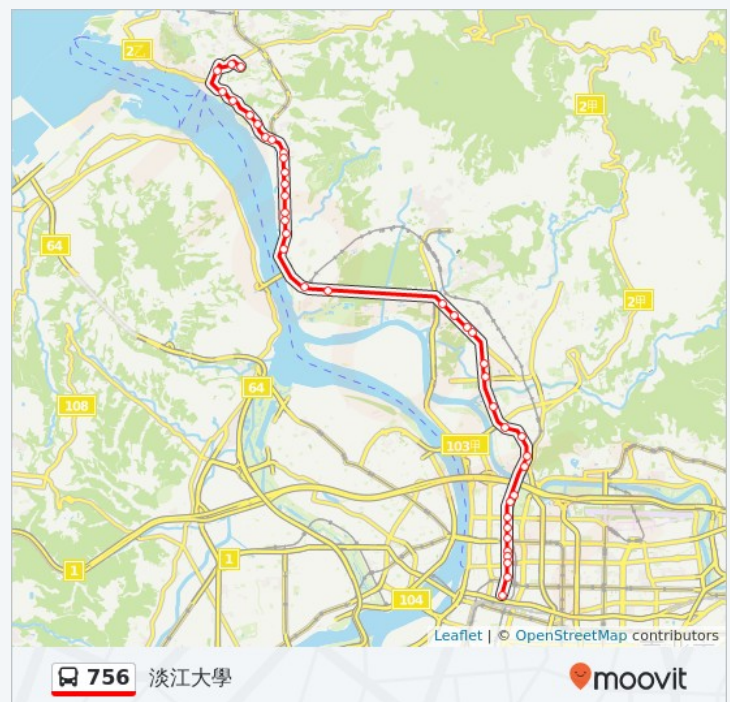 2乙
2甲
64
2甲
64
108
103甲
1
1
104
Leaflet | © OpenStreetMap contributors
756 淡江大學 moovit